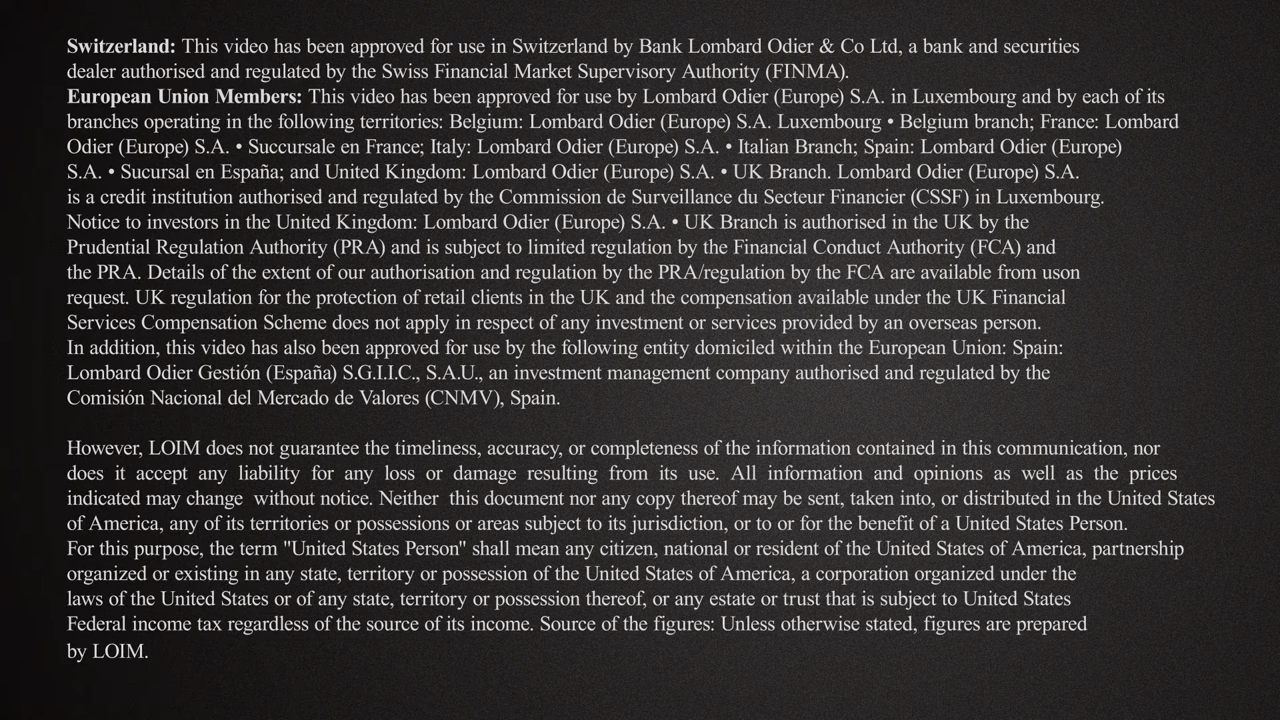 Switzerland: This video has been approved for use in Switzerland by Bank Lombard Odier & Co Ltd, a bank and securities
dealer authorised and regulated by the Swiss Financial Market Supervisory Authority (FINMA).
European Union Members: This video has been approved for use by Lombard Odier (Europe) S.A. in Luxembourg and by each of its
branches operating in the following territories: Belgium: Lombard Odier (Europe) S.A. Luxembourg • Belgium branch; France: Lombard
Odier (Europe) S.A. • Succursale en France; Italy: Lombard Odier (Europe) S.A. • Italian Branch; Spain: Lombard Odier (Europe)
S.A. • Sucursal en España; and United Kingdom: Lombard Odier (Europe) S.A. • UK Branch. Lombard Odier (Europe) S.A.
is a credit institution authorised and regulated by the Commission de Surveillance du Secteur Financier (CSSF) in Luxembourg.
Notice to investors in the United Kingdom: Lombard Odier (Europe) S.A. • UK Branch is authorised in the UK by the
Prudential Regulation Authority (PRA) and is subject to limited regulation by the Financial Conduct Authority (FCA) and
the PRA. Details of the extent of our authorisation and regulation by the PRA/regulation by the FCA are available from uson
request. UK regulation for the protection of retail clients in the UK and the compensation available under the UK Financial
Services Compensation Scheme does not apply in respect of any investment or services provided by an overseas person.
In addition, this video has also been approved for use by the following entity domiciled within the European Union: Spain:
Lombard Odier Gestión (España) S.G.I.I.C., S.A.U., an investment management company authorised and regulated by the
Comisión Nacional del Mercado de Valores (CNMV), Spain.
However, LOIM does not guarantee the timeliness, accuracy, or completeness of the information contained in this communication, nor
does it accept any liability for any loss or damage resulting from its use. All information and opinions as well as the prices
indicated may change without notice. Neither this document nor any copy thereof may be sent, taken into, or distributed in the United States
of America, any of its territories or possessions or areas subject to its jurisdiction, or to or for the benefit of a United States Person.
For this purpose, the term "United States Person" shall mean any citizen, national or resident of the United States of America, partnership
organized or existing in any state, territory or possession of the United States of America, a corporation organized under the
laws of the United States or of any state, territory or possession thereof, or any estate or trust that is subject to United States
Federal income tax regardless of the source of its income. Source of the figures: Unless otherwise stated, figures are prepared
by LOIM.